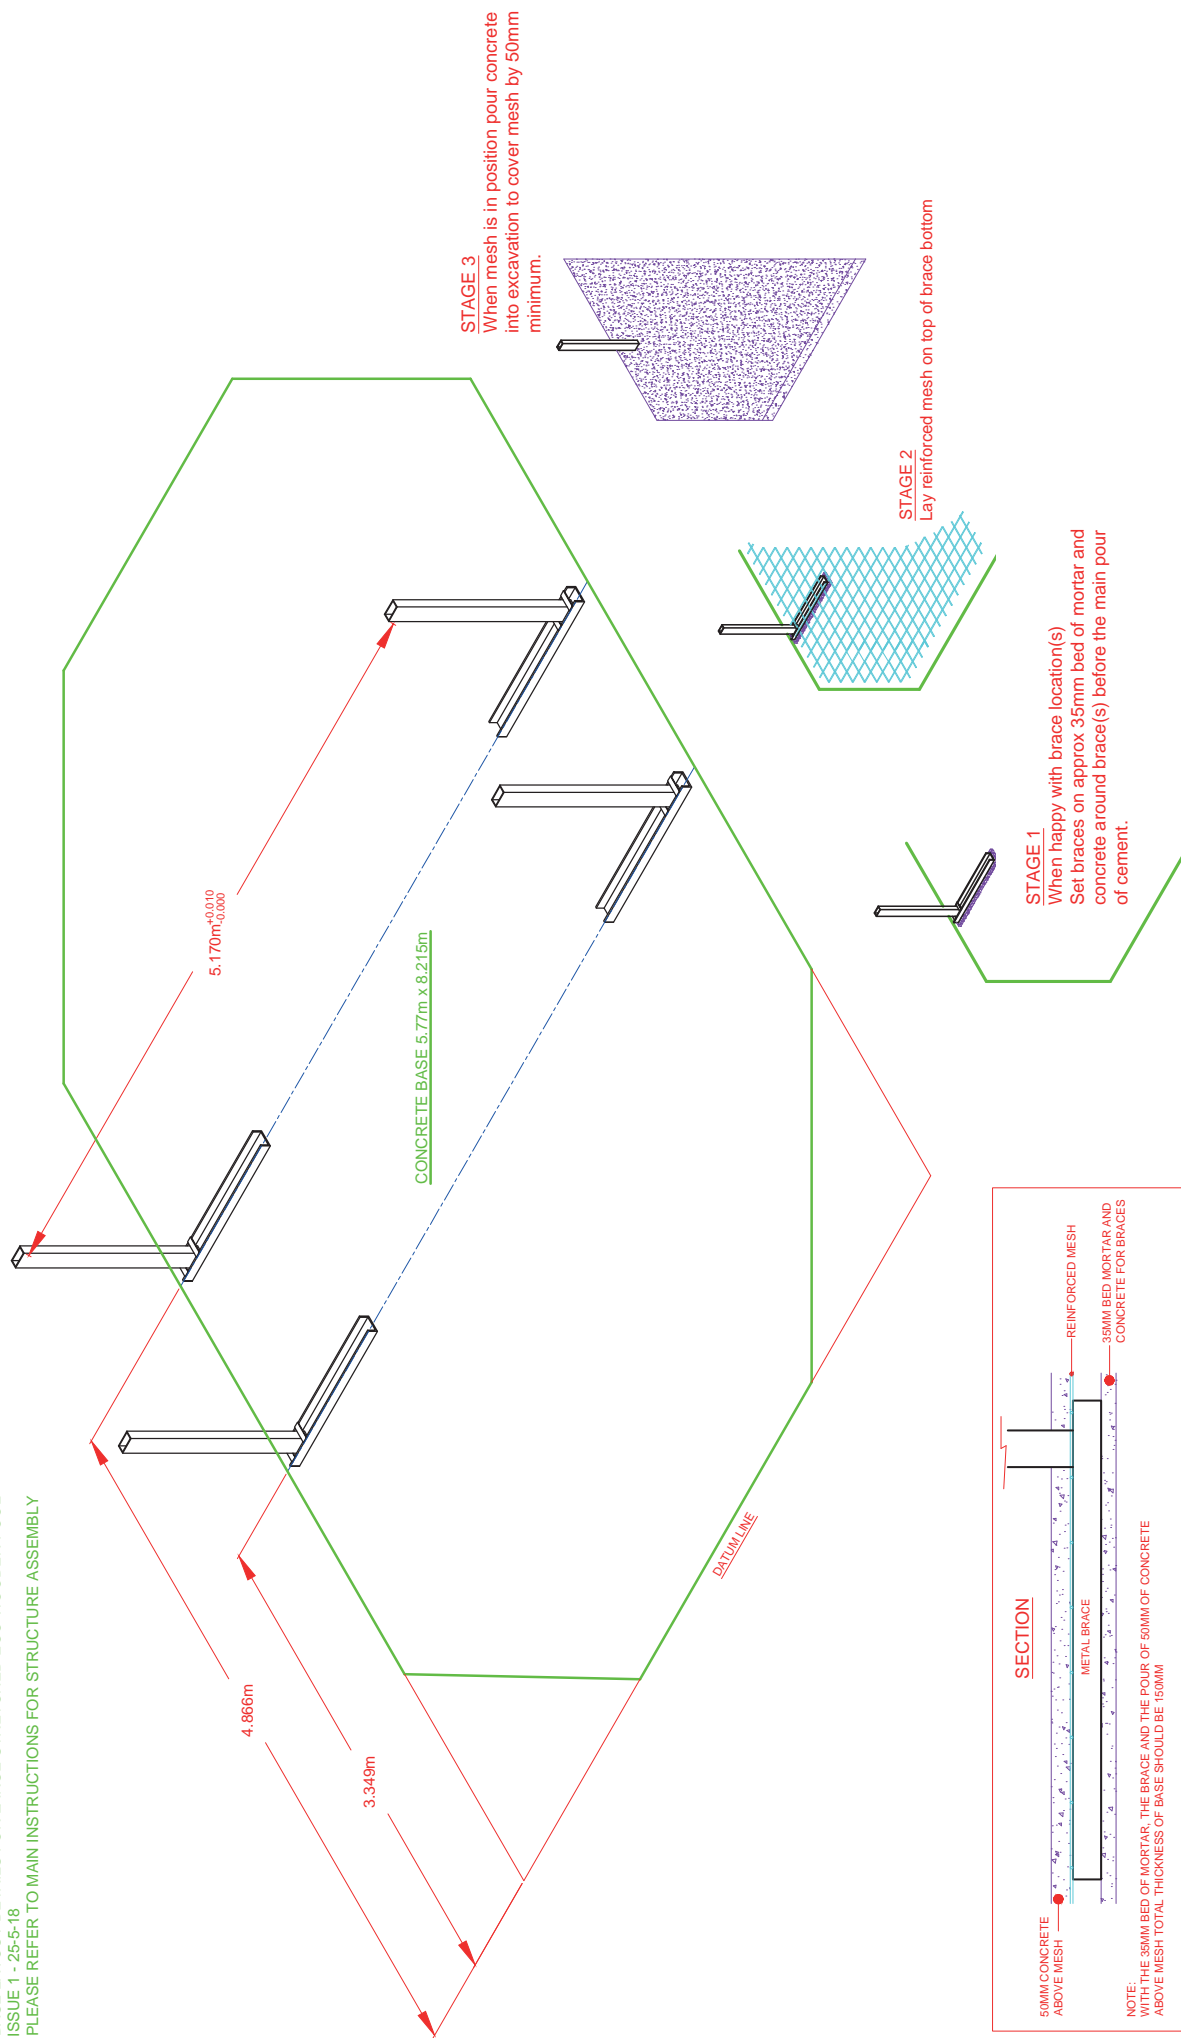 ISSUE 1 - 25-5-18
PLEASE REFER TO MAIN INSTRUCTIONS FOR STRUCTURE ASSEMBLY
5.170m +0.010
-0.000
4.866m
3.349m
CONCRETE BASE 5.77m x 8.215m
DATUM LINE
STAGE 1
When happy with brace location(s)
Set braces on approx 35mm bed of mortar and
concrete around brace(s) before the main pour
of cement.
STAGE 2
Lay reinforced mesh on top of brace bottom
STAGE 3
When mesh is in position pour concrete
into excavation to cover mesh by 50mm
minimum.
SECTION
50MM CONCRETE
ABOVE MESH
METAL BRACE
REINFORCED MESH
35MM BED MORTAR AND
CONCRETE FOR BRACES
NOTE:
WITH THE 35MM BED OF MORTAR, THE BRACE AND THE POUR OF 50MM OF CONCRETE
ABOVE MESH TOTAL THICKNESS OF BASE SHOULD BE 150MM